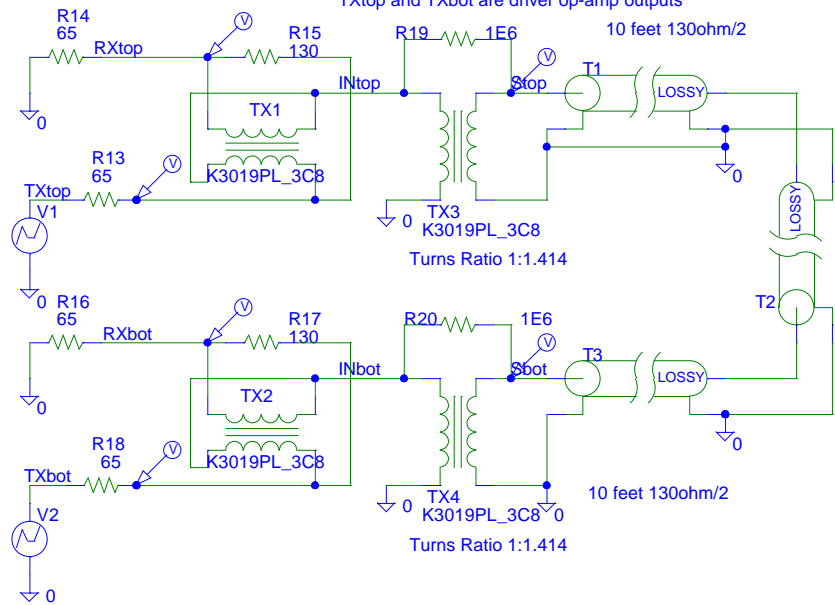 TXtop and TXbot are driver op-amp outputs
R14
65
RXtop
V
R15
130
R19
1E6
10 feet 130ohm/2
INtop
V
Stop
T1
LOSSY
0
TX1
R13
65
V
K3019PL_3C8
TXtop
V1
0
TX3
K3019PL_3C8
0
LOSSY
Turns Ratio 1:1.414
0
R16
65
RXbot
V
R17
130
R20
1E6
T2
INbot
V
Sbot
T3
LOSSY
0
TX2
R18
65
V
K3019PL_3C8
0
TXbot
V2
0
TX4
K3019PL_3C8
0
10 feet 130ohm/2
Turns Ratio 1:1.414
0